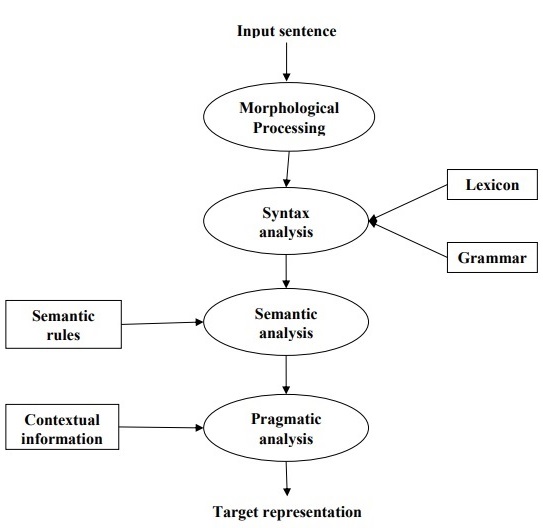 Input sentence
Morphological
Processing
Lexicon
Syntax
analysis
Grammar
Semantic
rules
Semantic
analysis
Contextual
information
Pragmatic
analysis
Target representation